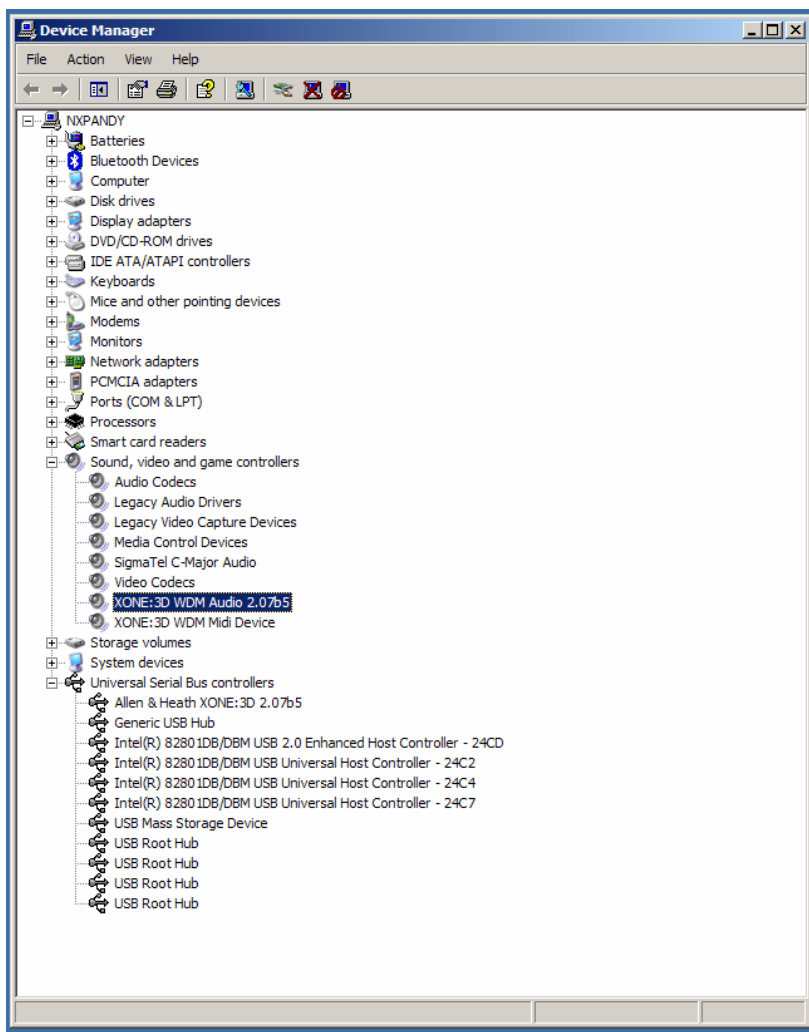 Device Manager
File Action View Help
NXPANDY
Batteries
Bluetooth Devices
Computer
Disk drives
Display adapters
DVD/CD-ROM drives
IDE ATA/ATAPI controllers
Keyboards
Mice and other pointing devices
Modems
Monitors
Network adapters
PCMCIA adapters
Ports (COM & LPT)
Processors
Smart card readers
Sound, video and game controllers
Audio Codecs
Legacy Audio Drivers
Legacy Video Capture Devices
Media Control Devices
SigmaTel C-Major Audio
Video Codecs
XONE:3D WDM Audio 2.07b5
XONE:3D WDM Midi Device
Storage volumes
System devices
Universal Serial Bus controllers
Allen & Heath XONE:3D 2.07b5
Generic USB Hub
Intel(R) 82801DB/DBM USB 2.0 Enhanced Host Controller - 24CD
Intel(R) 82801DB/DBM USB Universal Host Controller - 24C2
Intel(R) 82801DB/DBM USB Universal Host Controller - 24C4
Intel(R) 82801DB/DBM USB Universal Host Controller - 24C7
USB Mass Storage Device
USB Root Hub
USB Root Hub
USB Root Hub
USB Root Hub